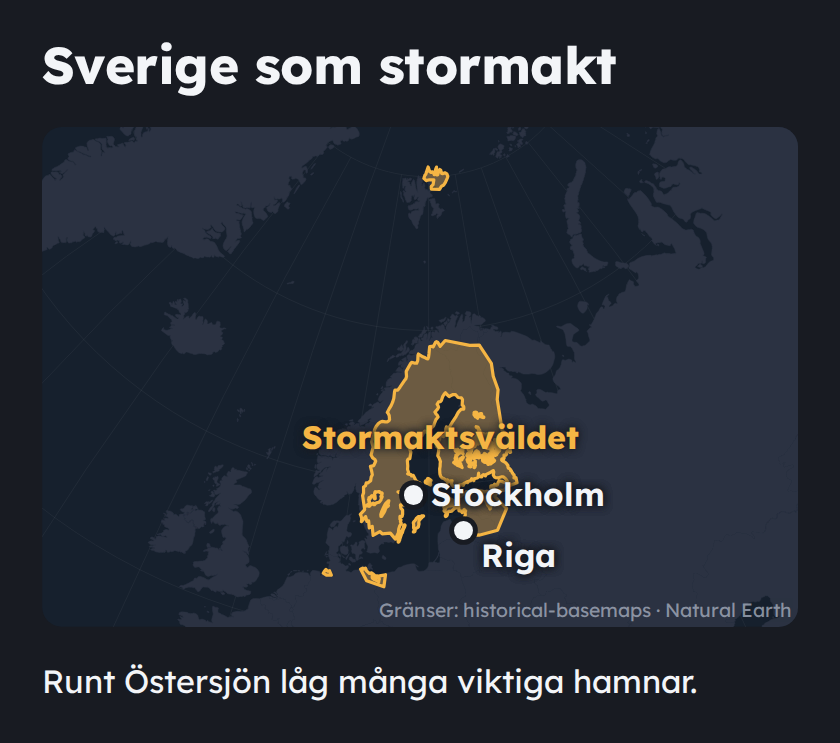 Sverige som stormakt
Stormaktsväldet
Stockholm
Riga
Gränser: historical-basemaps · Natural Earth
Runt Östersjön låg många viktiga hamnar.